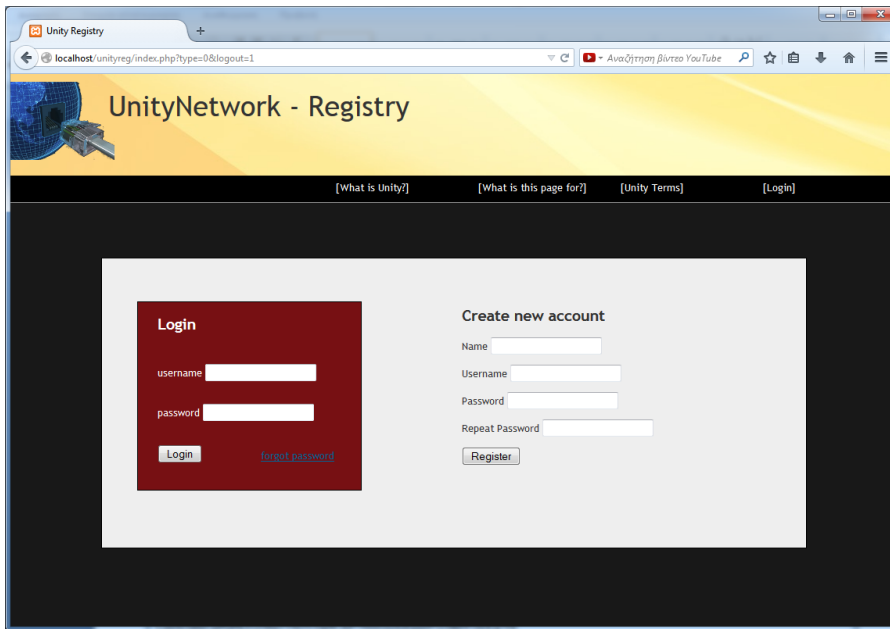 Unity Registry
localhost/unityreg/index.php?type=0&logout=1
Αναζήτηση βίντεο YouTube
UnityNetwork - Registry
[What is Unity?] [What is this page for?] [Unity Terms] [Login]
Login
username
password
Login forgot password
Create new account
Name
Username
Password
Repeat Password
Register